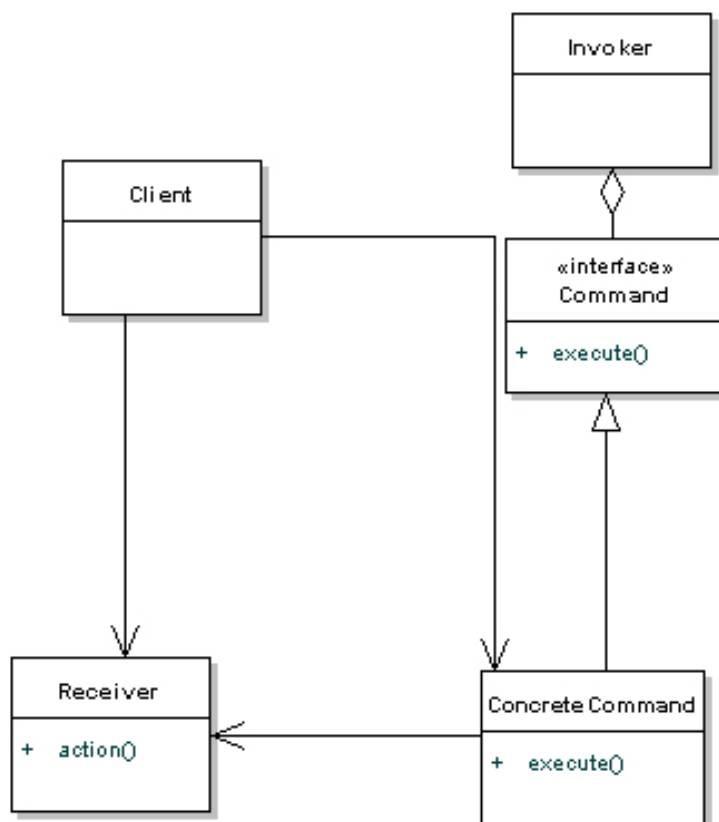 Invoker
Client
«interface»
Command
+ execute()
Receiver
+ action()
Concrete Command
+ execute()